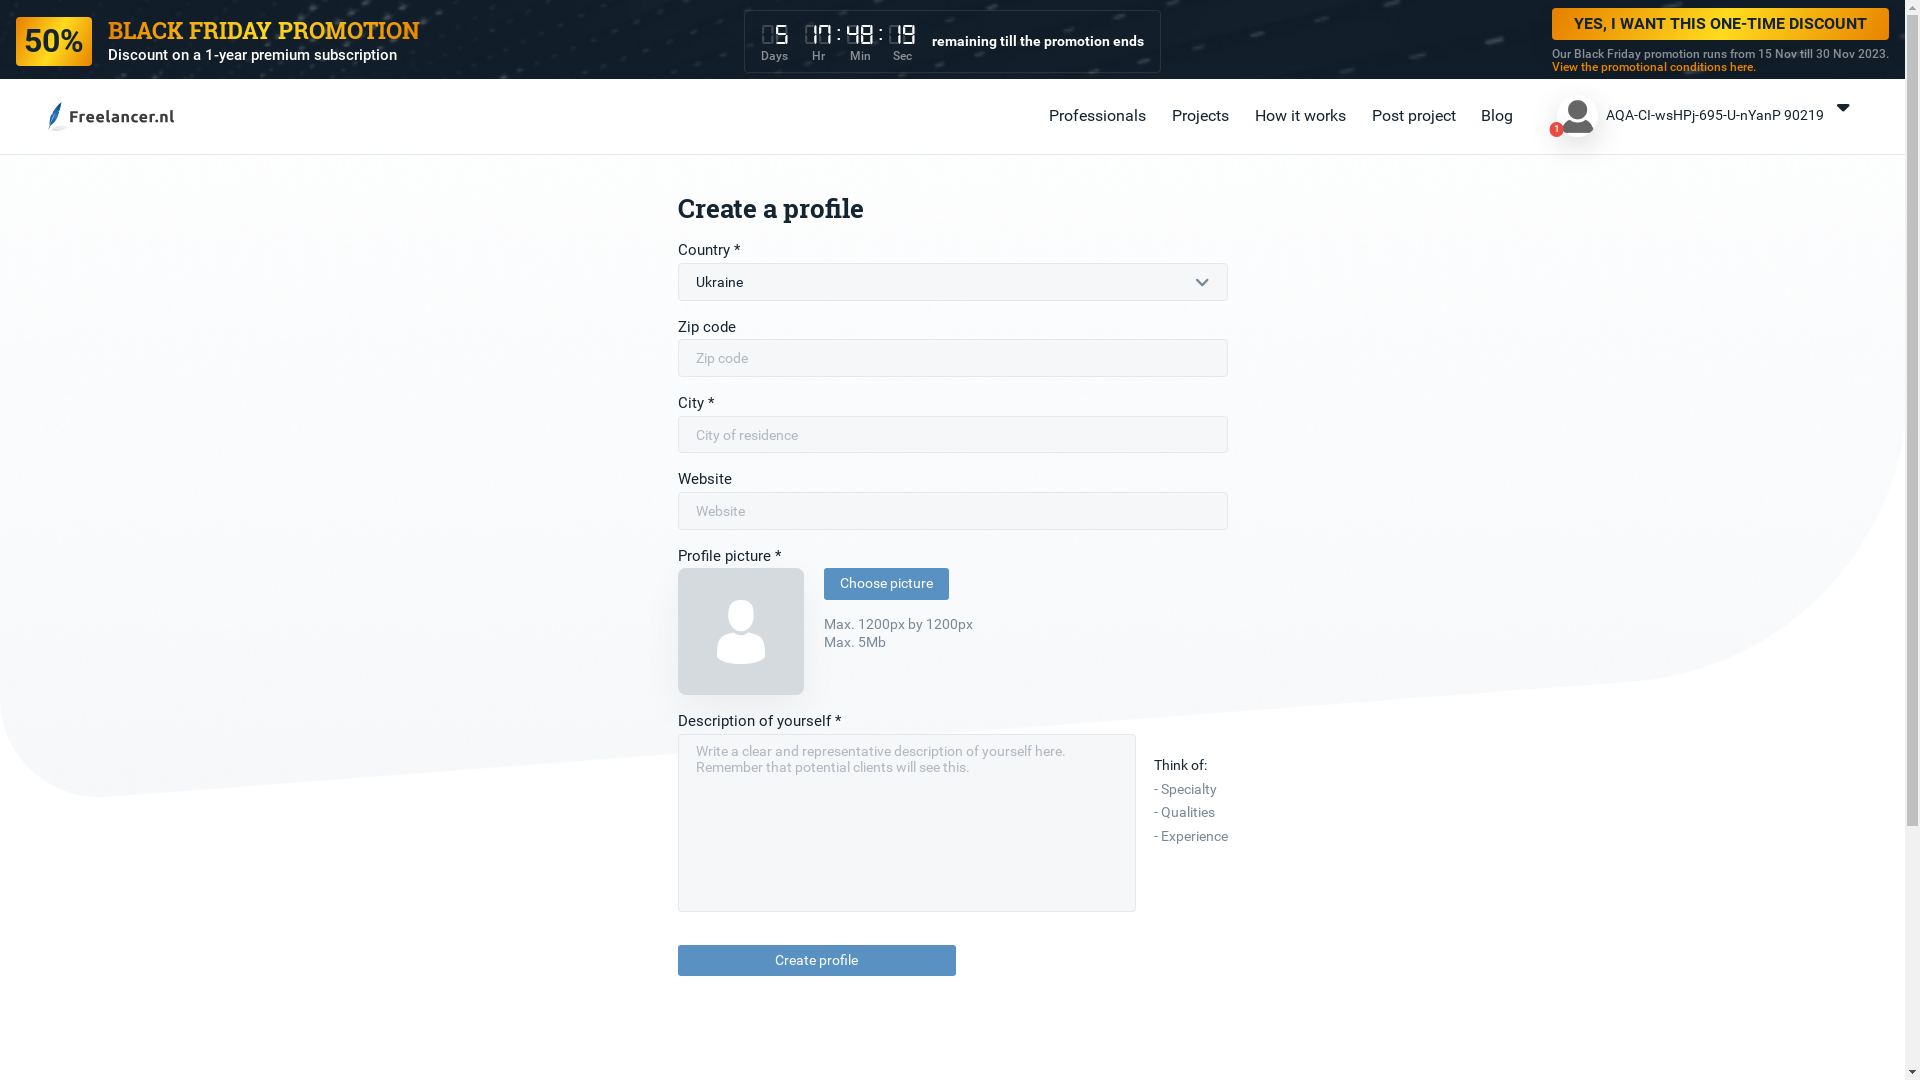 50%
BLACK FRIDAY PROMOTION
Discount on a 1-year premium subscription
5 17 : 48 : 19
Days Hr Min Sec
remaining till the promotion ends
YES, I WANT THIS ONE-TIME DISCOUNT
Our Black Friday promotion runs from 15 Nov till 30 Nov 2023.
View the promotional conditions here.
Freelancer.nl
Professionals Projects How it works Post project Blog
1
AQA-CI-wsHPj-695-U-nYanP 90219
Create a profile
Country *
Ukraine
Zip code
Zip code
City *
City of residence
Website
Website
Profile picture *
Choose picture
Max. 1200px by 1200px
Max. 5Mb
Description of yourself *
Write a clear and representative description of yourself here.
Remember that potential clients will see this.
Think of:
- Specialty
- Qualities
- Experience
Create profile